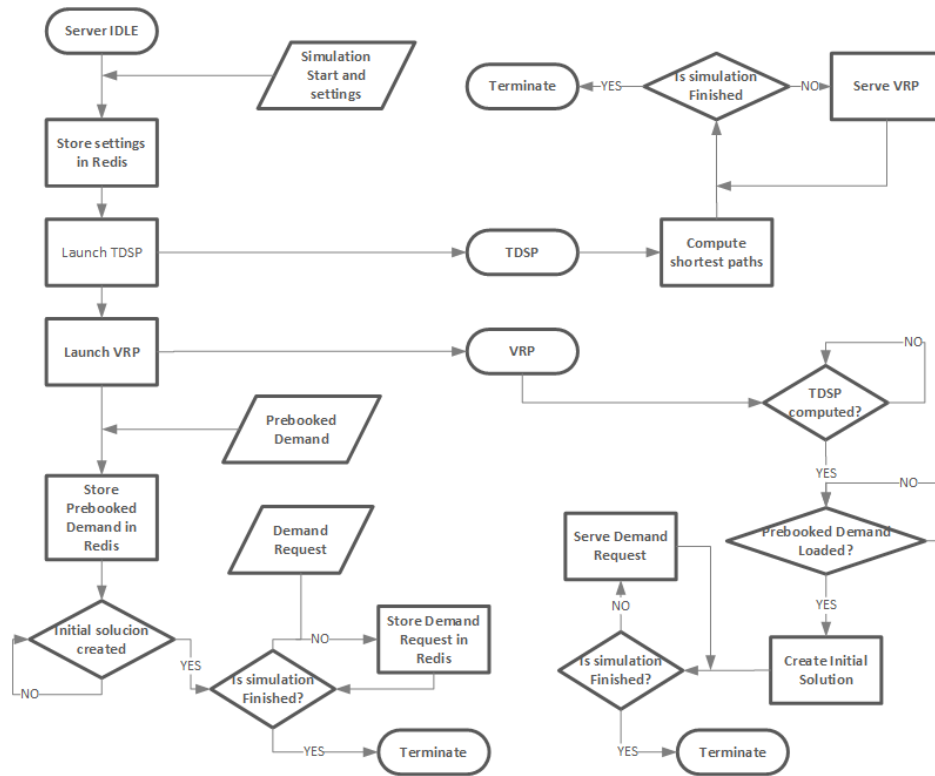 Server IDLE
Simulation
Start and
settings
Terminate
YES
Is simulation
Finished
NO
Serve VRP
Store settings
in Redis
Launch TDSP
TDSP
Compute
shortest paths
Launch VRP
VRP
NO
TDSP
computed?
YES
Prebooked
Demand
Store
Prebooked
Demand in
Redis
Demand
Request
Serve Demand
Request
NO
Prebooked Demand
Loaded?
YES
Initial solucion
created
NO
YES
NO
Store Demand
Request in
Redis
Is simulation
Finished?
YES
Terminate
NO
Is simulation
Finished?
Create Initial
Solution
YES
Terminate